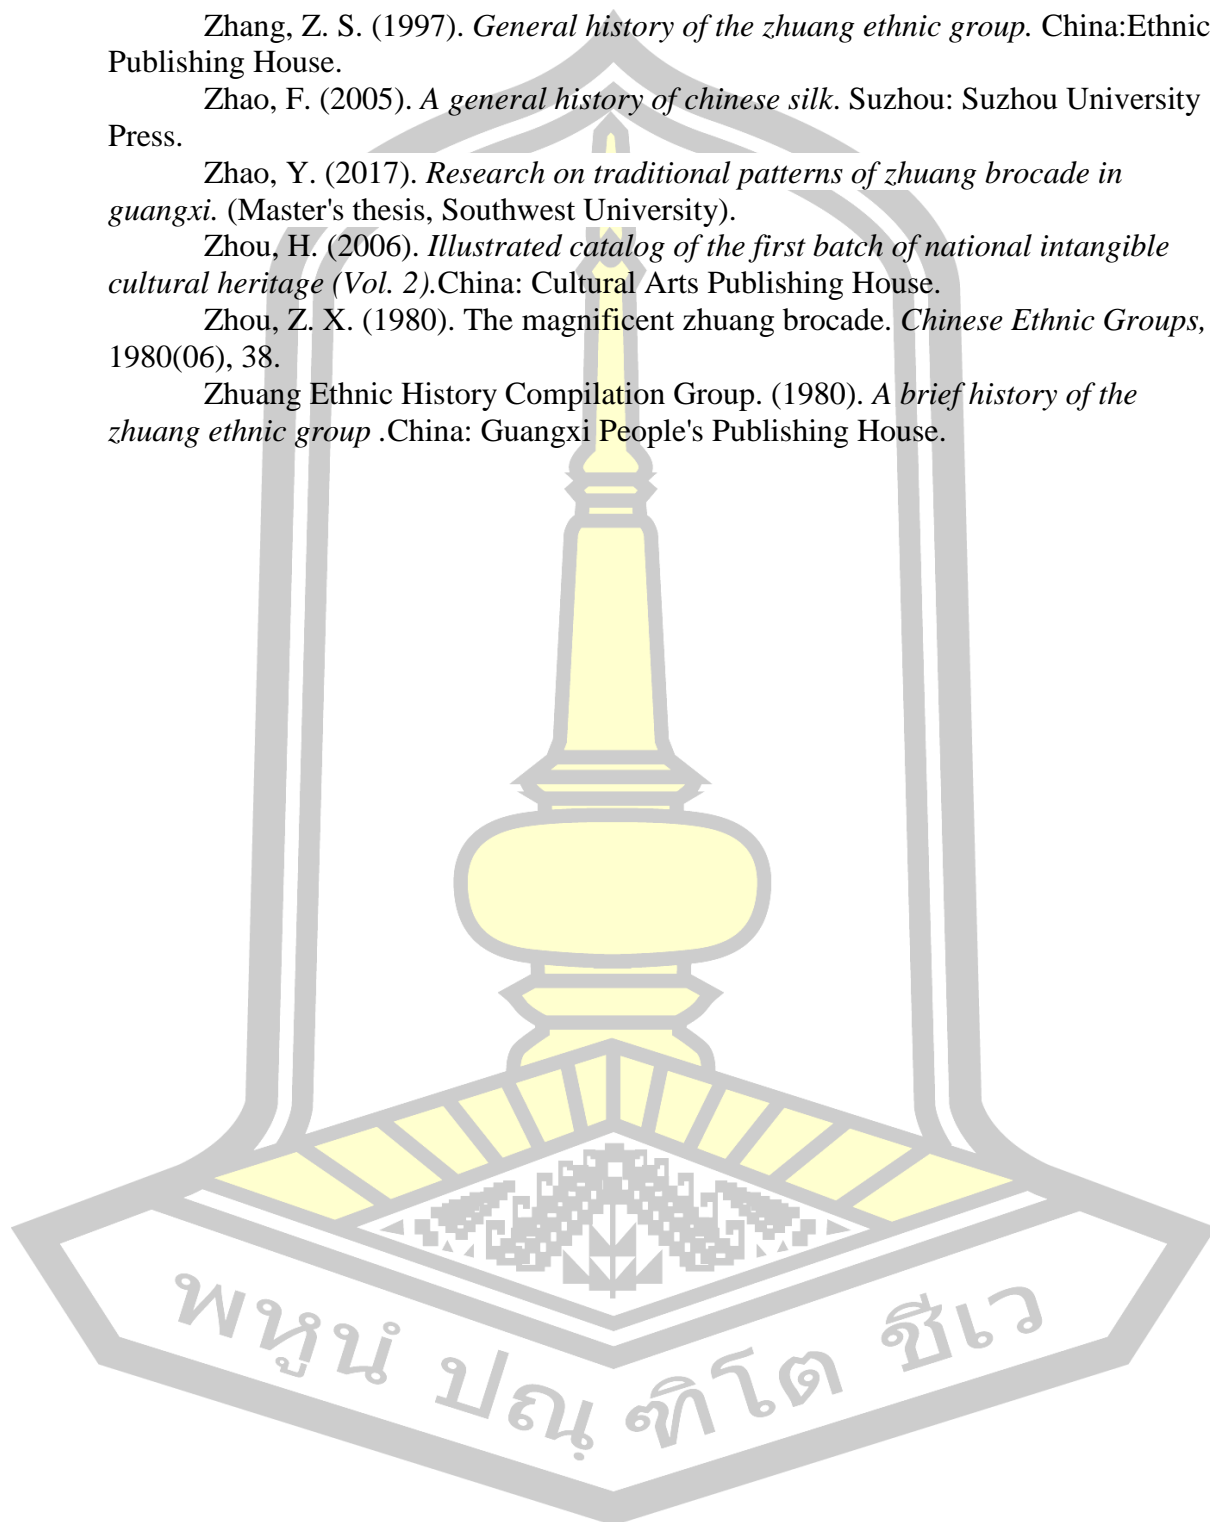 Zhang, Z. S. (1997). General history of the zhuang ethnic group. China:Ethnic
Publishing House.
Zhao, F. (2005). A general history of chinese silk. Suzhou: Suzhou University
Press.
Zhao, Y. (2017). Research on traditional patterns of zhuang brocade in
guangxi. (Master's thesis, Southwest University).
Zhou, H. (2006). Illustrated catalog of the first batch of national intangible
cultural heritage (Vol. 2).China: Cultural Arts Publishing House.
Zhou, Z. X. (1980). The magnificent zhuang brocade. Chinese Ethnic Groups,
1980(06), 38.
Zhuang Ethnic History Compilation Group. (1980). A brief history of the
zhuang ethnic group .China: Guangxi People's Publishing House.
พหูนํ ปณฺฑิโต ชีเว